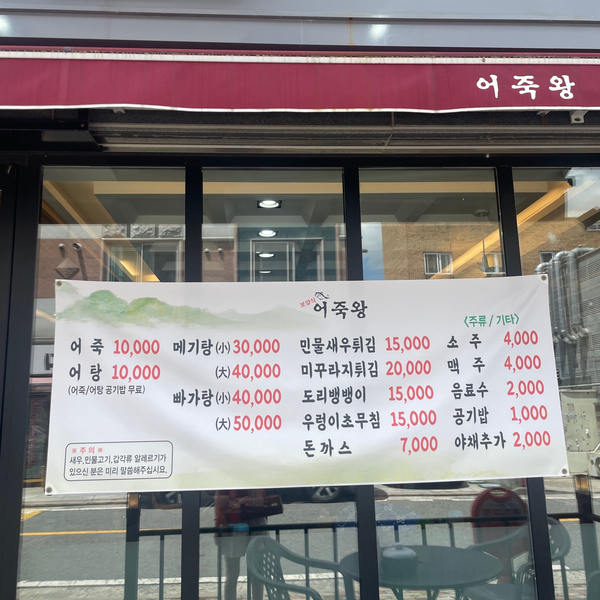 어죽왕
보양식 어죽왕
어 죽 10,000
어 탕 10,000
(어죽/어탕 공기밥 무료)
※ 주 의 ※
새우,민물고기,갑각류 알레르기가
있으신 분은 미리 말씀해주십시요.
메기탕 (小) 30,000
(大) 40,000
빠가탕 (小) 40,000
(大) 50,000
민물새우튀김 15,000
미꾸라지튀김 20,000
도리뱅뱅이 15,000
우렁이초무침 15,000
돈 까 스 7,000
〈주류 / 기타〉
소 주 4,000
맥 주 4,000
음료수 2,000
공기밥 1,000
야채추가 2,000